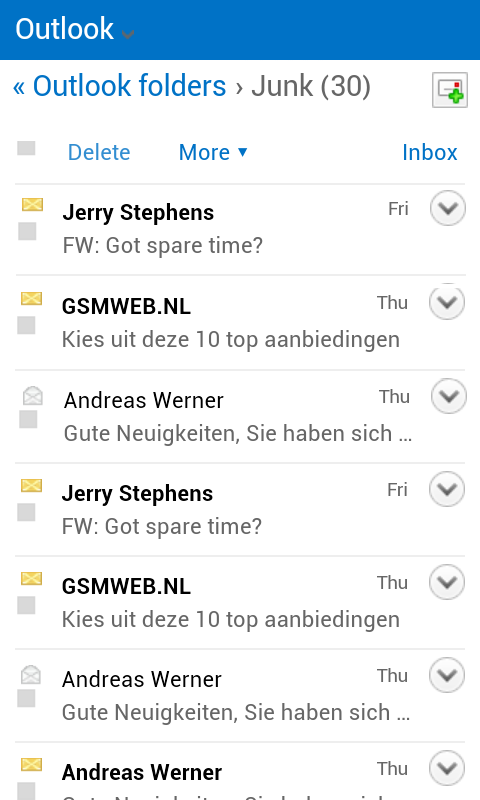 Outlook
« Outlook folders › Junk (30)
Delete More ▼ Inbox
Jerry Stephens Fri
FW: Got spare time?
GSMWEB.NL Thu
Kies uit deze 10 top aanbiedingen
Andreas Werner Thu
Gute Neuigkeiten, Sie haben sich ...
Jerry Stephens Fri
FW: Got spare time?
GSMWEB.NL Thu
Kies uit deze 10 top aanbiedingen
Andreas Werner Thu
Gute Neuigkeiten, Sie haben sich ...
Andreas Werner Thu